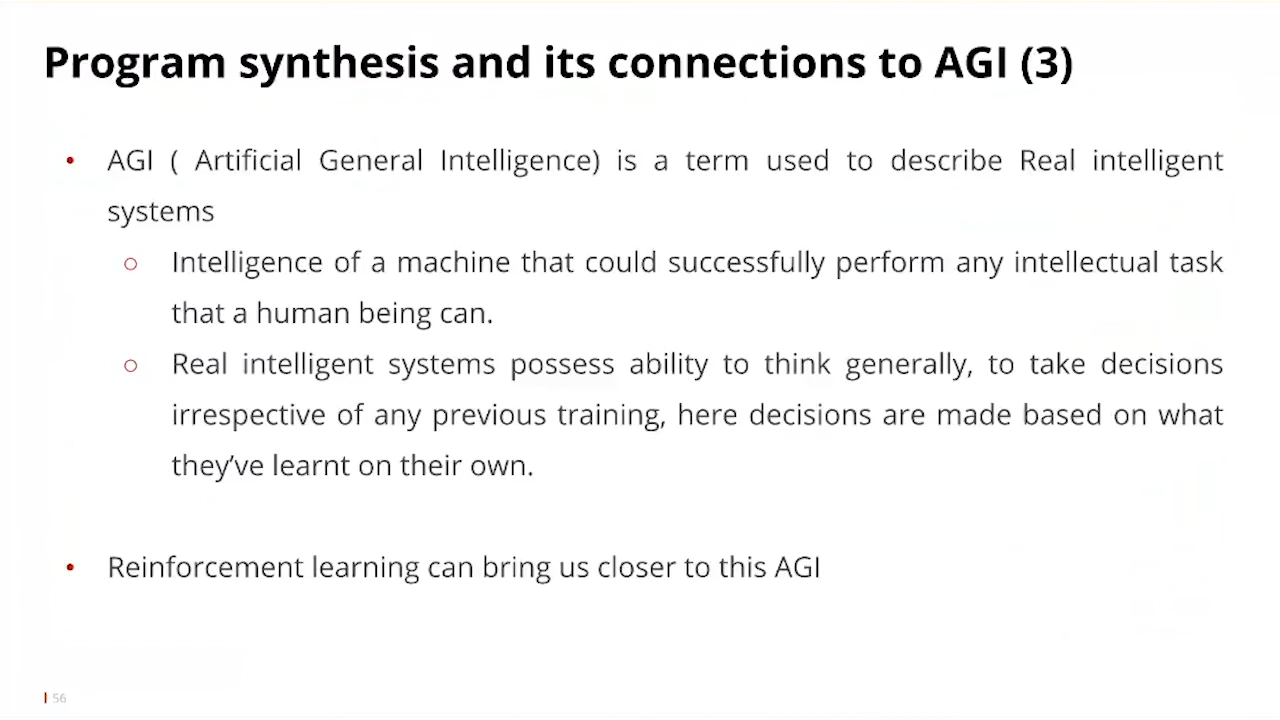 Program synthesis and its connections to AGI (3)
• AGI ( Artificial General Intelligence) is a term used to describe Real intelligent
systems
○ Intelligence of a machine that could successfully perform any intellectual task
that a human being can.
○ Real intelligent systems possess ability to think generally, to take decisions
irrespective of any previous training, here decisions are made based on what
they’ve learnt on their own.
• Reinforcement learning can bring us closer to this AGI
56